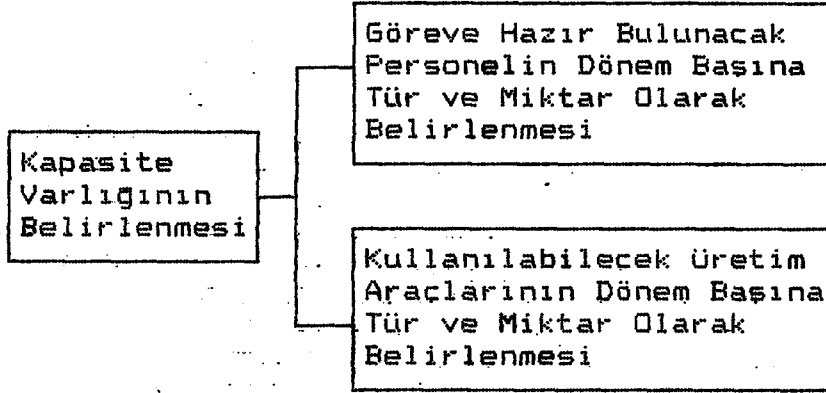 Göreve Hazır Bulunacak
Personelin Dönem Başına
Tür ve Miktar Olarak
Belirlenmesi
Kapasite
Varlığının
Belirlenmesi
Kullanılabilecek üretim
Araçlarının Dönem Başına
Tür ve Miktar Olarak
Belirlenmesi